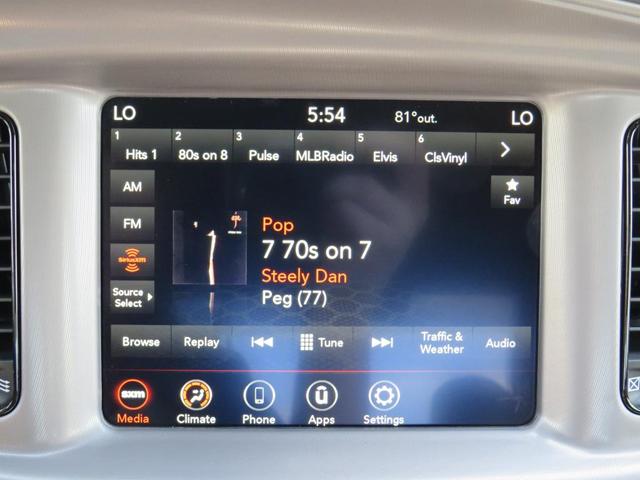 LO 5:54 81°out. LO
1 2 3 4 5 6
Hits 1 80s on 8 Pulse MLBRadio Elvis ClsVinyl
AM
Fav
FM
Pop
7 70s on 7
SiriusXM
Steely Dan
Source
Select
Peg (77)
Browse Replay Tune Traffic &
Weather Audio
sxm
Media Climate Phone Apps Settings